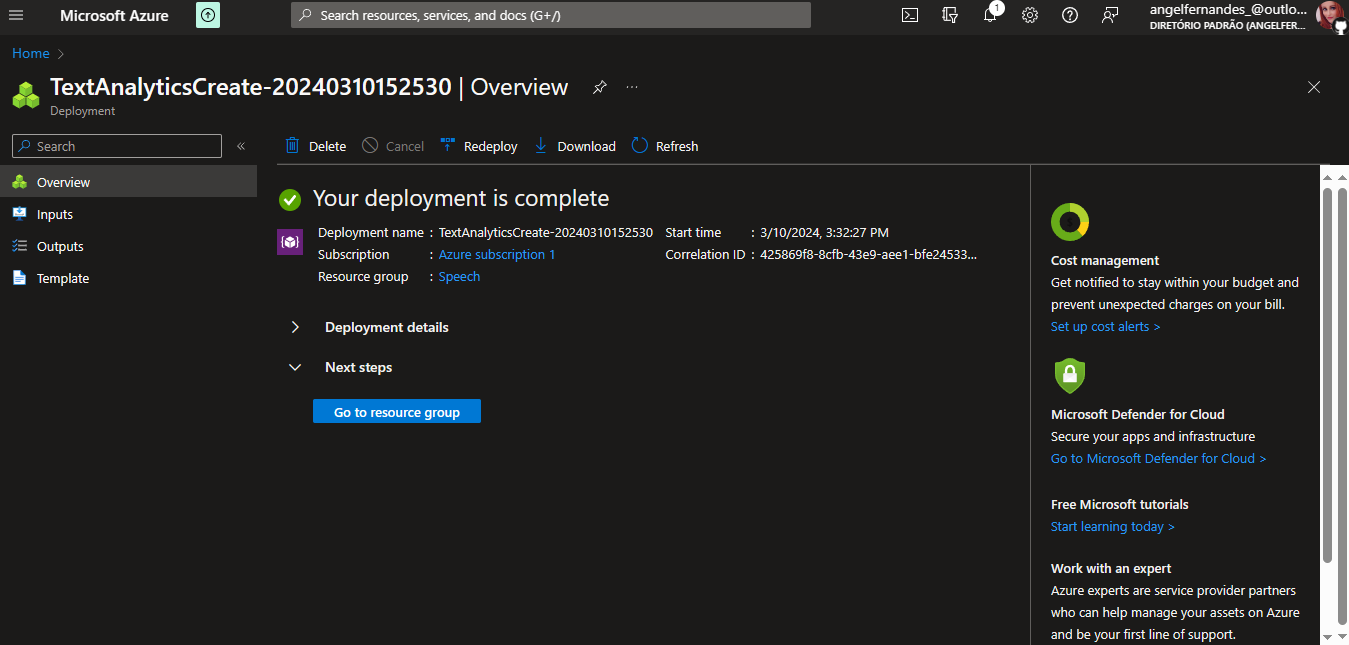 Microsoft Azure
Search resources, services, and docs (G+/)
1
angelfernandes_@outlo...
DIRETÓRIO PADRÃO (ANGELFER...
Home
TextAnalyticsCreate-20240310152530 | Overview
Deployment
Search
Overview
Inputs
Outputs
Template
Delete
Cancel
Redeploy
Download
Refresh
Your deployment is complete
Deployment name : TextAnalyticsCreate-20240310152530
Subscription : Azure subscription 1
Resource group : Speech
Start time : 3/10/2024, 3:32:27 PM
Correlation ID : 425869f8-8cfb-43e9-aee1-bfe24533...
Deployment details
Next steps
Go to resource group
Cost management
Get notified to stay within your budget and
prevent unexpected charges on your bill.
Set up cost alerts >
Microsoft Defender for Cloud
Secure your apps and infrastructure
Go to Microsoft Defender for Cloud >
Free Microsoft tutorials
Start learning today >
Work with an expert
Azure experts are service provider partners
who can help manage your assets on Azure
and be your first line of support.